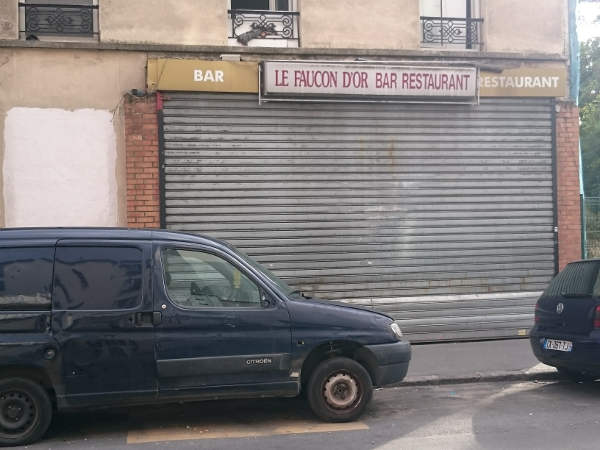 BAR
LE FAUCON D'OR BAR RESTAURANT
RESTAURANT
CITROËN